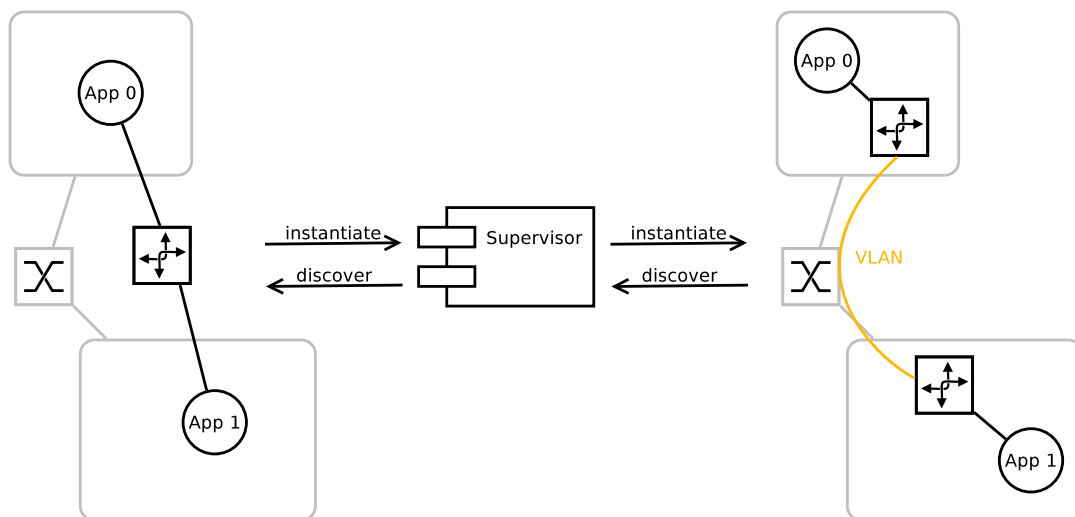 App 0
App 1
instantiate
discover
Supervisor
instantiate
discover
App 0
VLAN
App 1